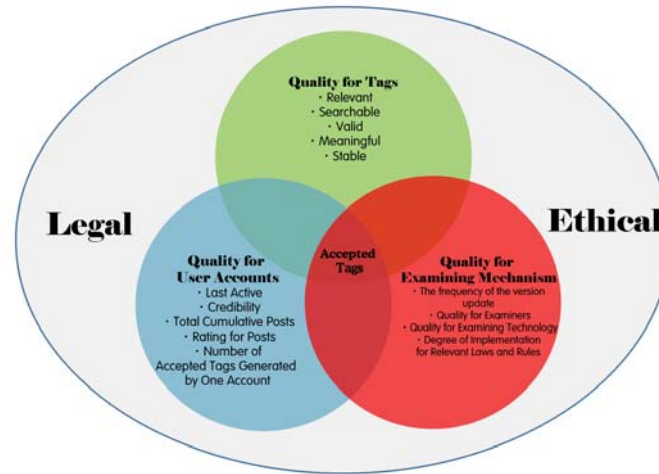 Quality for Tags
· Relevant
· Searchable
· Valid
· Meaningful
· Stable
Legal
Ethical
Quality for
User Accounts
· Last Active
· Credibility
· Total Cumulative Posts
· Rating for Posts
· Number of
Accepted Tags Generated
by One Account
Accepted
Tags
Quality for
Examining Mechanism
· The frequency of the version
update
· Quality for Examiners
· Quality for Examining Technology
· Degree of Implementation
for Relevant Laws and Rules